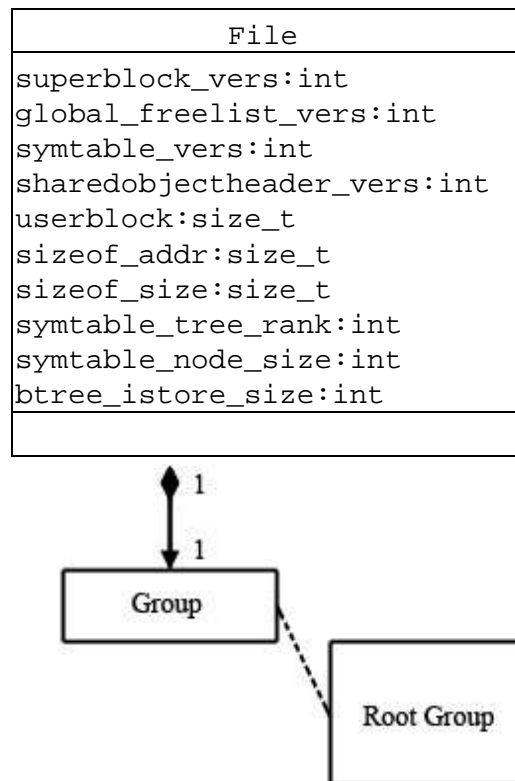 File
superblock_vers:int
global_freelist_vers:int
symtable_vers:int
sharedobjectheader_vers:int
userblock:size_t
sizeof_addr:size_t
sizeof_size:size_t
symtable_tree_rank:int
symtable_node_size:int
btree_istore_size:int
1
1
Group
Root Group